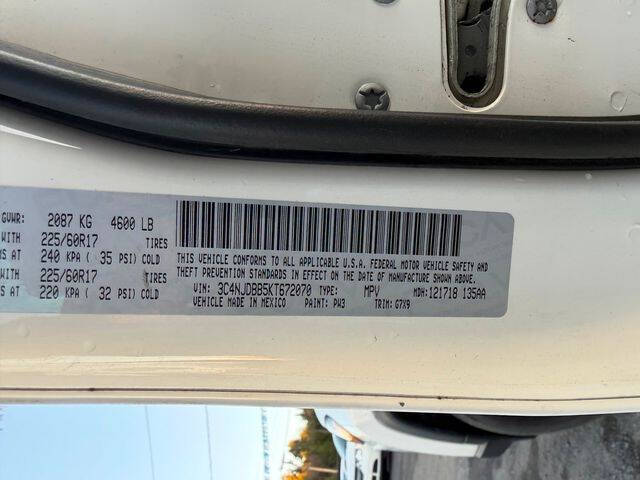 GVWR: 2087 KG 4600 LB
WITH 225/60R17 TIRES
MS AT 240 KPA ( 35 PSI) COLD
WITH 225/60R17 TIRES
MS AT 220 KPA ( 32 PSI) COLD
THIS VEHICLE CONFORMS TO ALL APPLICABLE U.S.A. FEDERAL MOTOR VEHICLE SAFETY AND
THEFT PREVENTION STANDARDS IN EFFECT ON THE DATE OF MANUFACTURE SHOWN ABOVE.
VIN: 3C4NJDBB5KT672070 TYPE: MPV MDH: 121718 135AA
VEHICLE MADE IN MEXICO PAINT: PW3 TRIM: G7X9